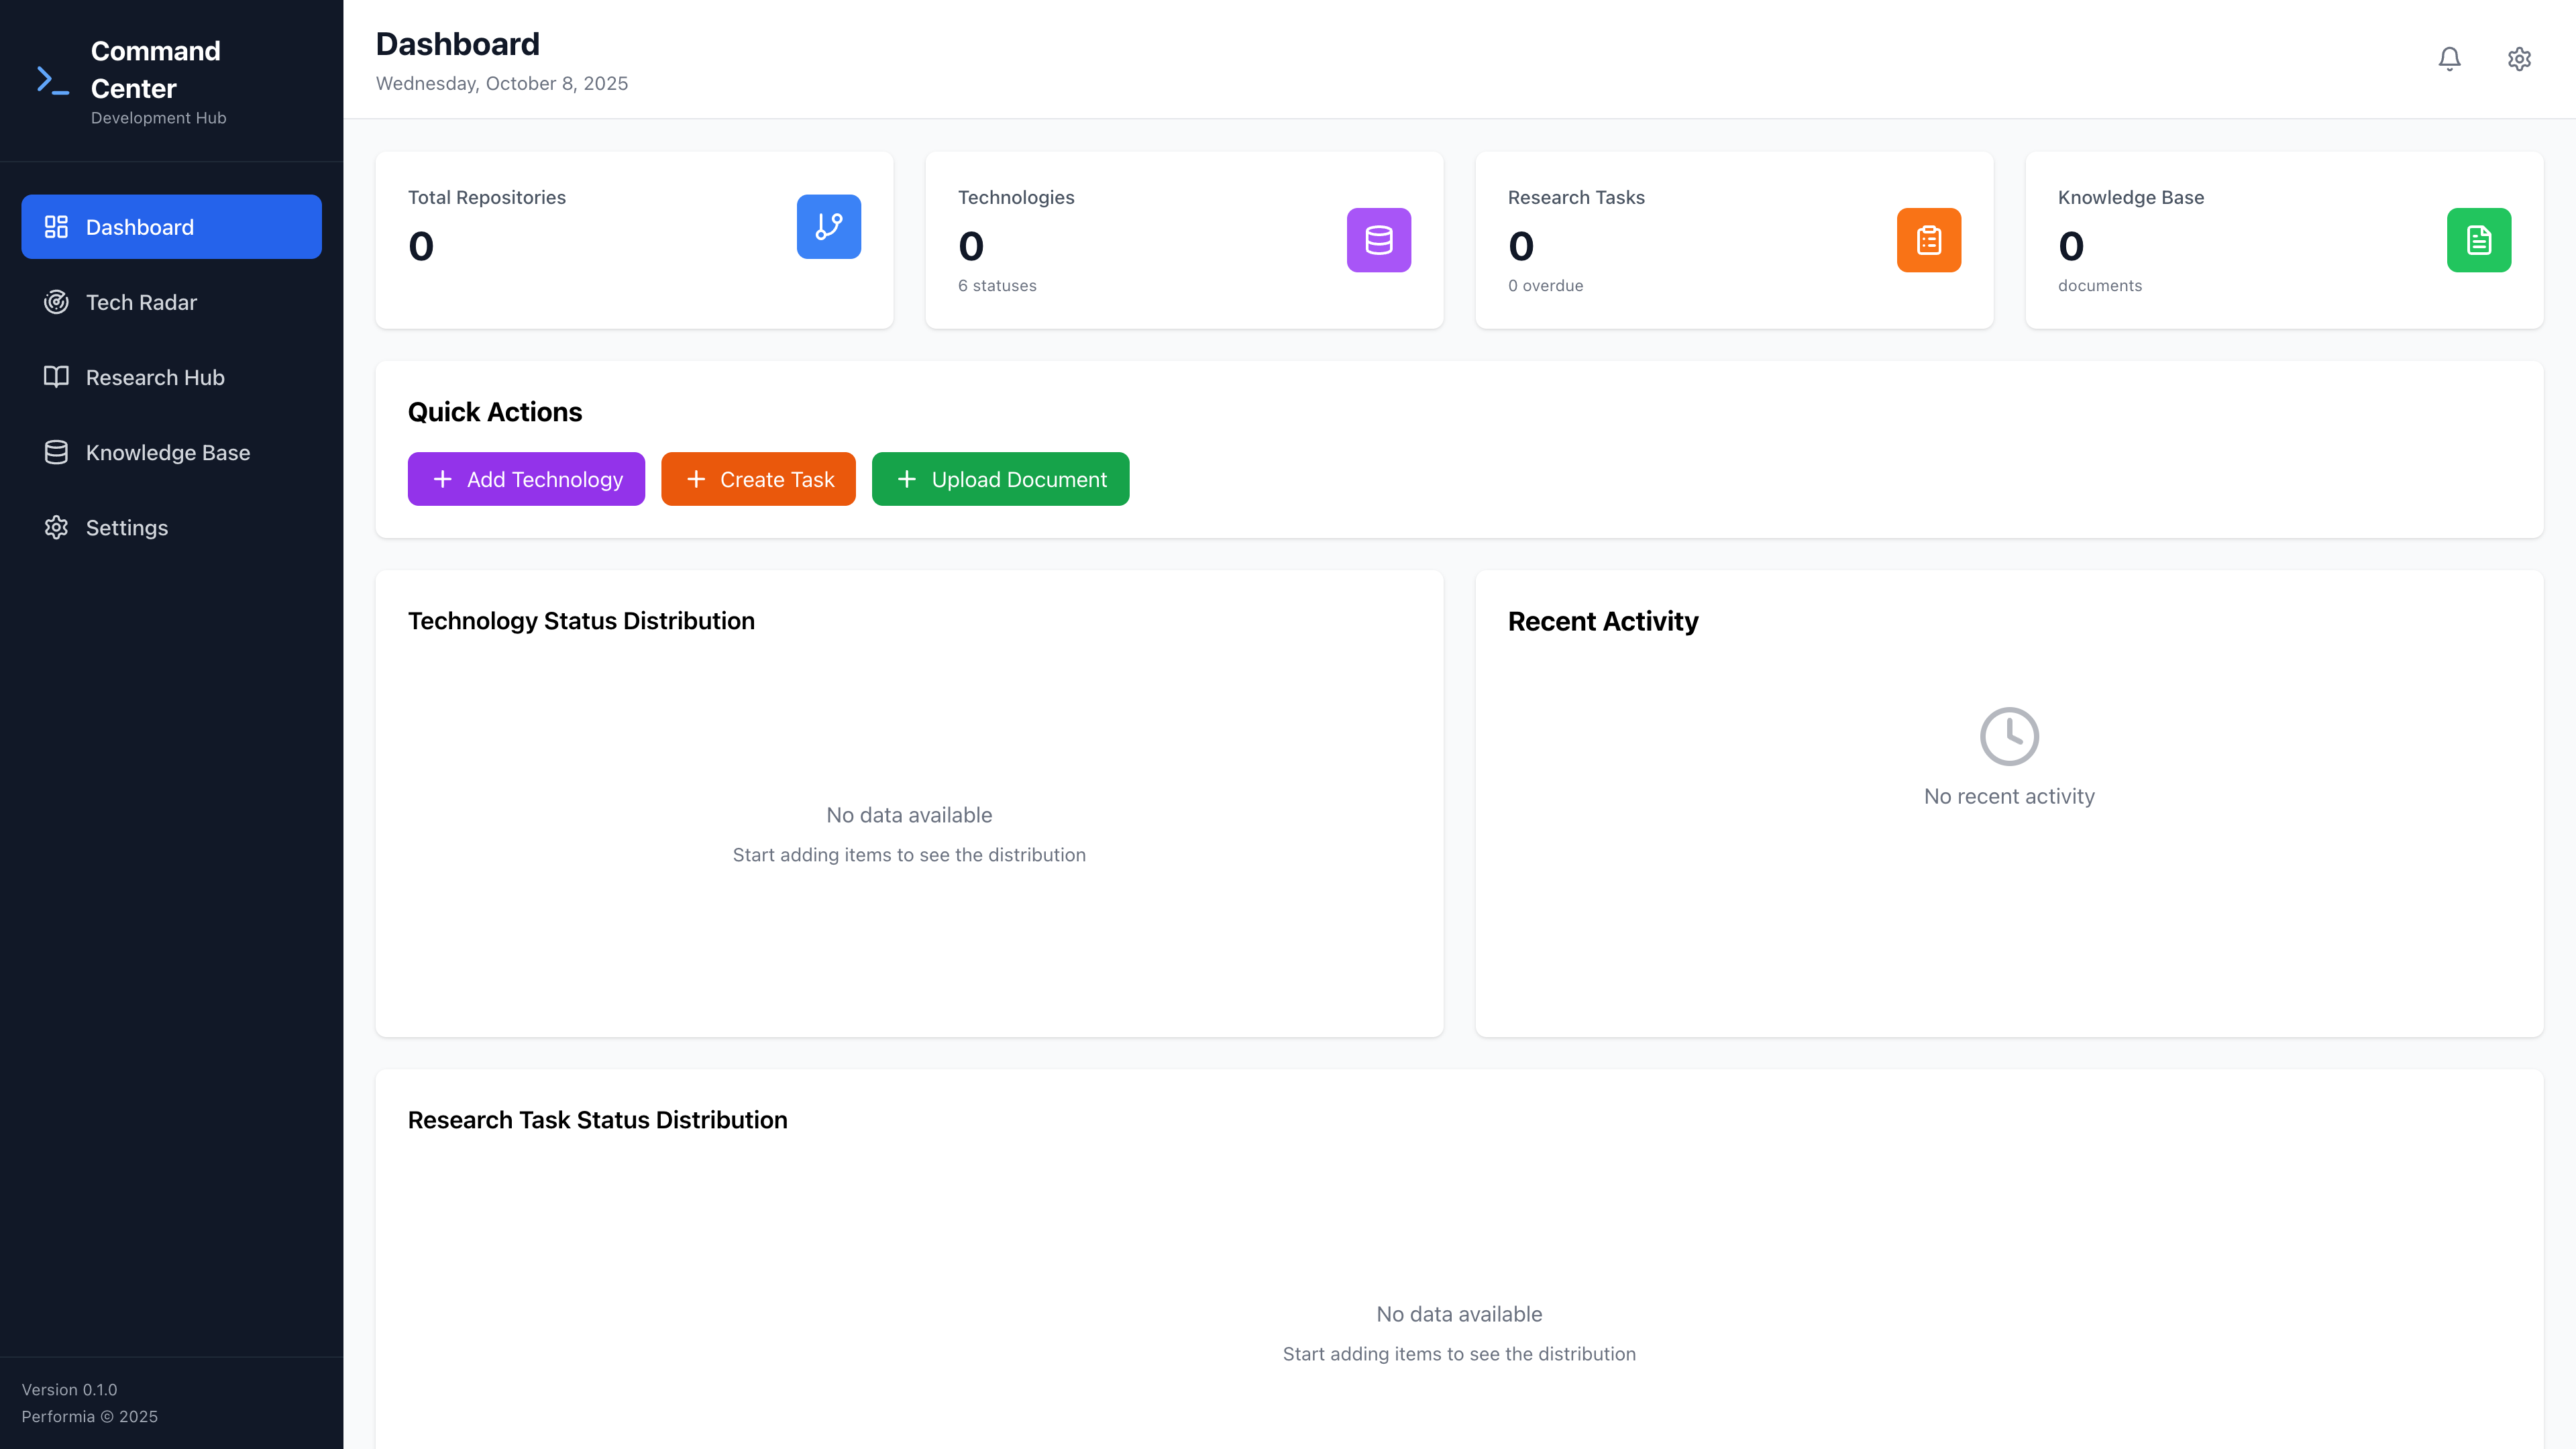 Command
Center
Development Hub
Dashboard
Tech Radar
Research Hub
Knowledge Base
Settings
Version 0.1.0
Performia © 2025
Dashboard
Wednesday, October 8, 2025
Total Repositories
0
Technologies
0
6 statuses
Research Tasks
0
0 overdue
Knowledge Base
0
documents
Quick Actions
Add Technology
Create Task
Upload Document
Technology Status Distribution
No data available
Start adding items to see the distribution
Recent Activity
No recent activity
Research Task Status Distribution
No data available
Start adding items to see the distribution